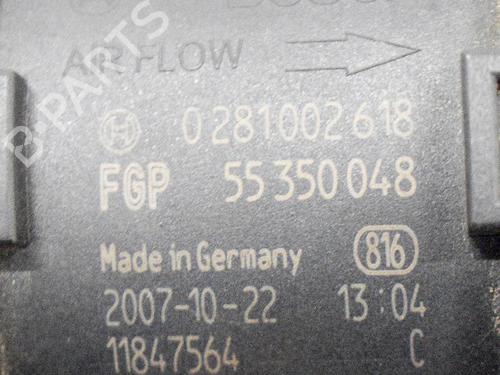 AIR FLOW
0 281 002 618
FGP 55 350 048
Made in Germany 816
2007-10-22 13:04
11847564 C
B-PARTS